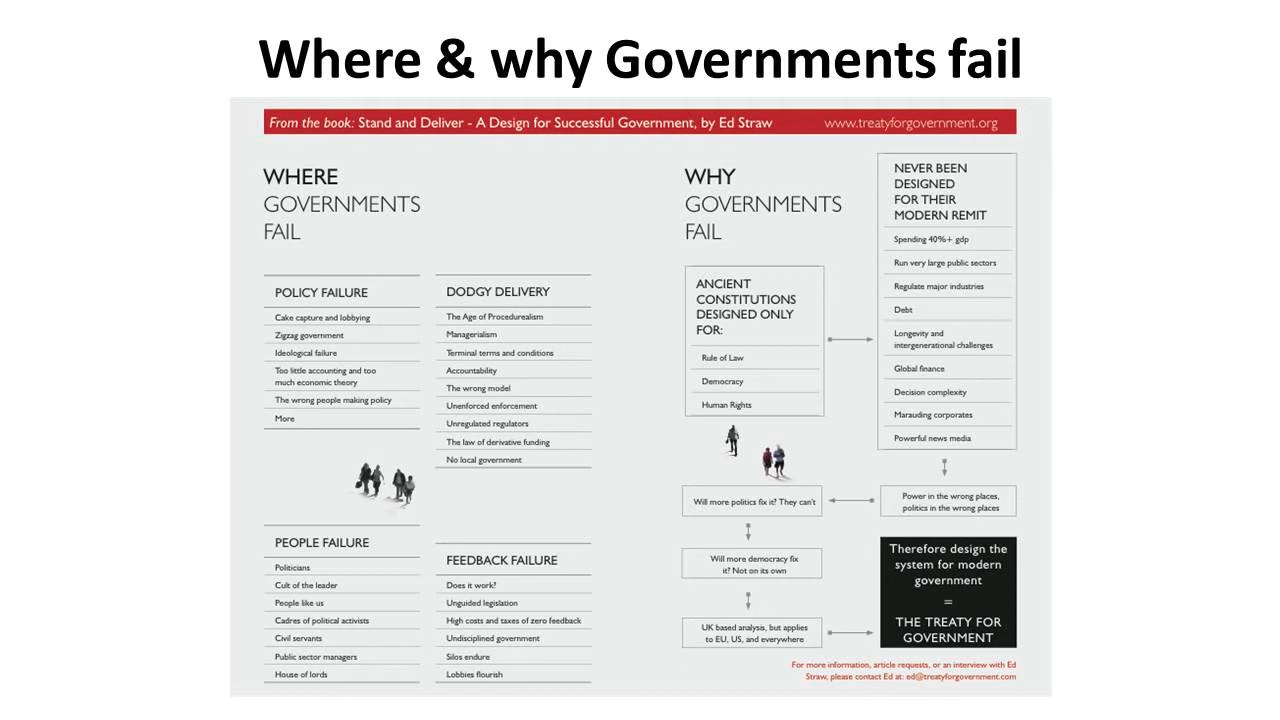 Where & why Governments fail
From the book: Stand and Deliver - A Design for Successful Government, by Ed Straw
www.treatyforgovernment.org
WHERE
GOVERNMENTS
FAIL
POLICY FAILURE
Cake capture and lobbying
Zigzag government
Ideological failure
Too little accounting and too
much economic theory
The wrong people making policy
More
DODGY DELIVERY
The Age of Procedurealism
Managerialism
Terminal terms and conditions
Accountability
The wrong model
Unenforced enforcement
Unregulated regulators
The law of derivative funding
No local government
PEOPLE FAILURE
Politicians
Cult of the leader
People like us
Cadres of political activists
Civil servants
Public sector managers
House of lords
FEEDBACK FAILURE
Does it work?
Unguided legislation
High costs and taxes of zero feedback
Undisciplined government
Silos endure
Lobbies flourish
WHY
GOVERNMENTS
FAIL
ANCIENT
CONSTITUTIONS
DESIGNED ONLY
FOR:
Rule of Law
Democracy
Human Rights
NEVER BEEN
DESIGNED
FOR THEIR
MODERN REMIT
Spending 40%+ gdp
Run very large public sectors
Regulate major industries
Debt
Longevity and
intergenerational challenges
Global finance
Decision complexity
Marauding corporates
Powerful news media
Power in the wrong places,
politics in the wrong places
Will more politics fix it? They can't
Will more democracy fix
it? Not on its own
UK based analysis, but applies
to EU, US, and everywhere
Therefore design the
system for modern
government
=
THE TREATY FOR
GOVERNMENT
For more information, article requests, or an interview with Ed
Straw, please contact Ed at: ed@treatyforgovernment.com